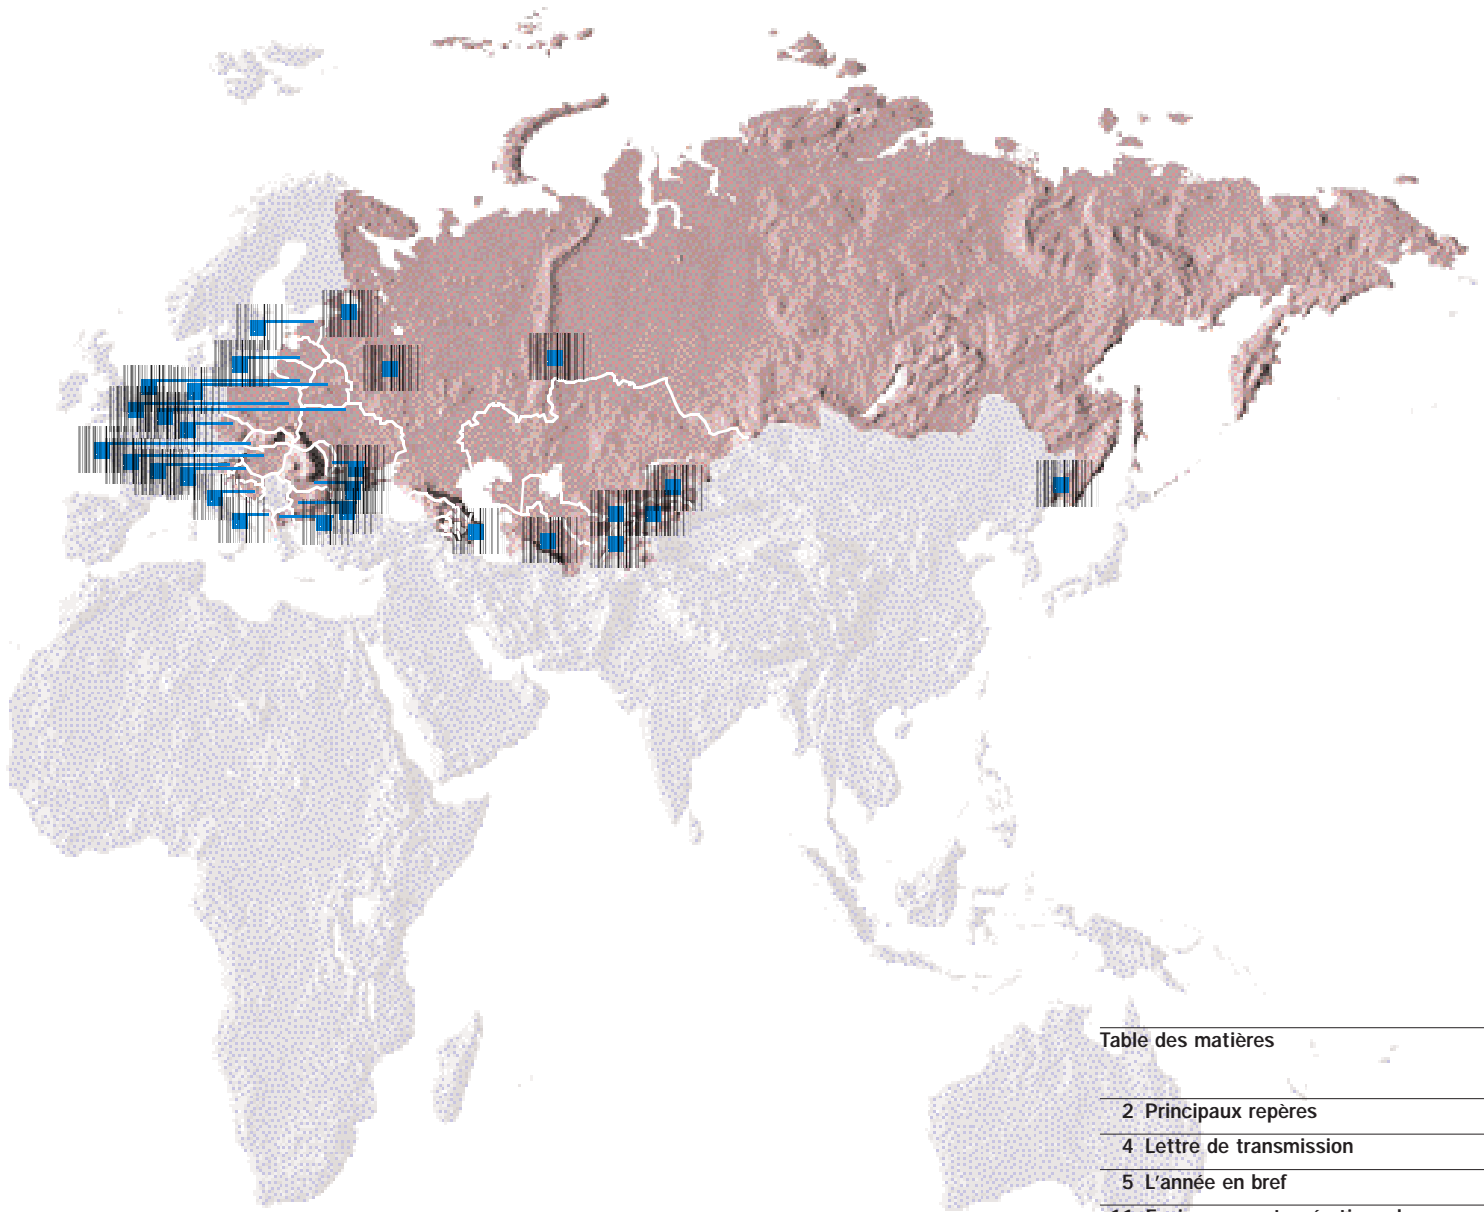 Table des matières
2 Principaux repères
4 Lettre de transmission
5 L'année en bref